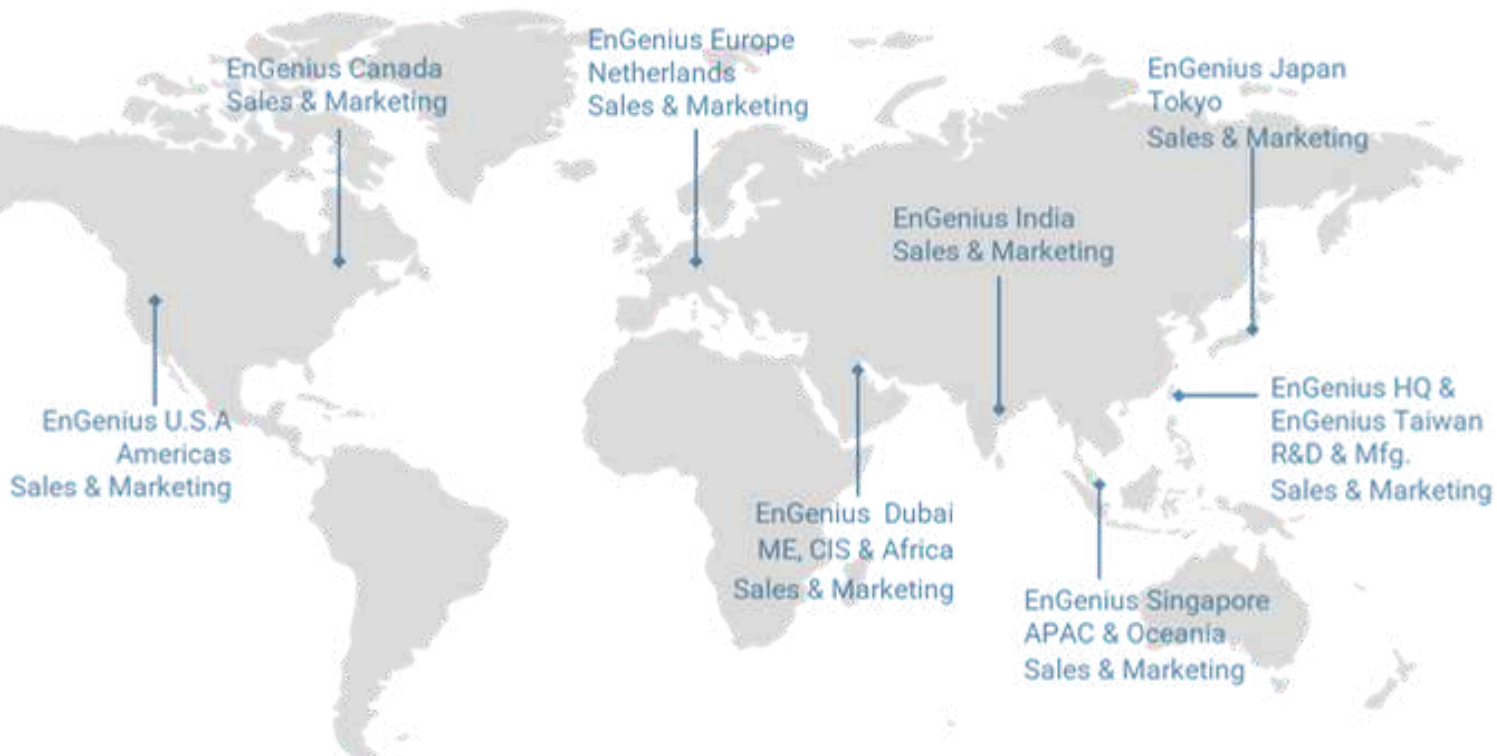 EnGenius Canada
Sales & Marketing
EnGenius Europe
Netherlands
Sales & Marketing
EnGenius Japan
Tokyo
Sales & Marketing
EnGenius India
Sales & Marketing
EnGenius U.S.A
Americas
Sales & Marketing
EnGenius HQ &
EnGenius Taiwan
R&D & Mfg.
Sales & Marketing
EnGenius Dubai
ME, CIS & Africa
Sales & Marketing
EnGenius Singapore
APAC & Oceania
Sales & Marketing